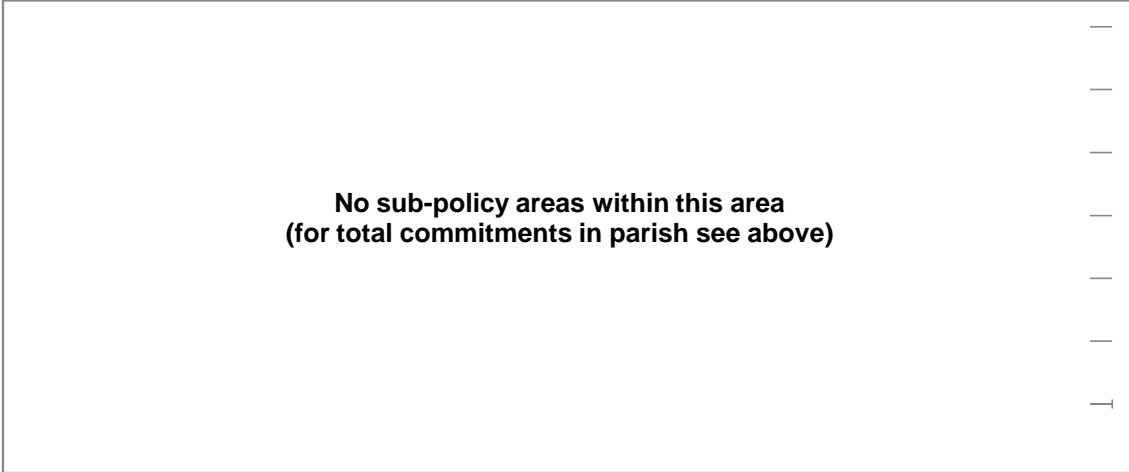 No sub-policy areas within this area
(for total commitments in parish see above)